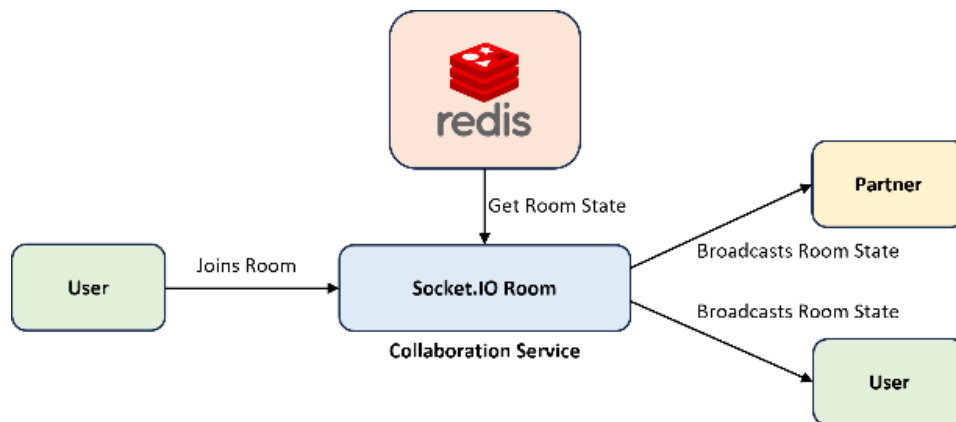 redis
Get Room State
Partner
Broadcasts Room State
User
Joins Room
Socket.IO Room
Broadcasts Room State
Collaboration Service
User